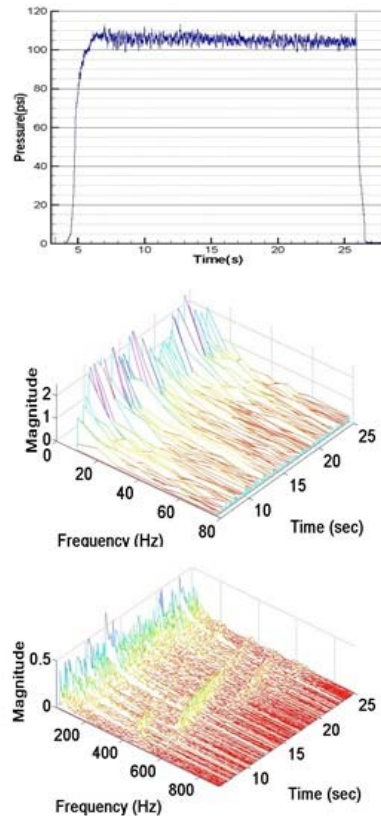 120
100
80
60
40
20
0
Pressure(psi)
5 10 15 20 25
Time(s)
2
1
0
Magnitude
0 20 40 60 80
Frequency (Hz)
10 15 20 25
Time (sec)
0.5
0
Magnitude
200 400 600 800
Frequency (Hz)
10 15 20 25
Time (sec)